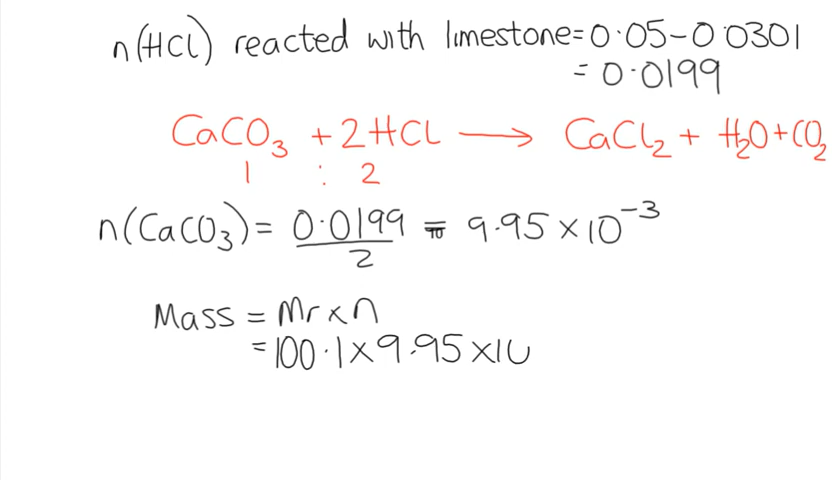 n(HCl) reacted with limestone=0.05-0.0301
= 0.0199
CaCO3 + 2HCL → CaCl2 + H2O+CO2
1 : 2
n(CaCO3) = 0.0199/2 = 9.95 × 10^-3
Mass = Mr × n
= 100.1 × 9.95 × 10